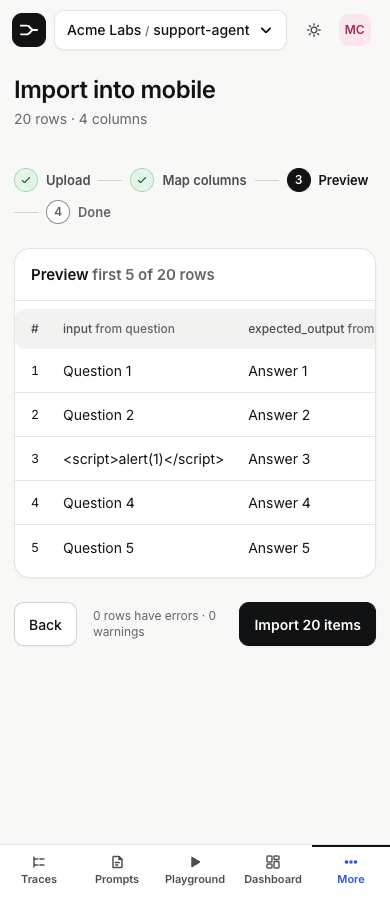 Acme Labs / support-agent
MC
Import into mobile
20 rows · 4 columns
Upload
Map columns
3 Preview
4 Done
Preview first 5 of 20 rows
# input from question expected_output from
1 Question 1 Answer 1
2 Question 2 Answer 2
3 <script>alert(1)</script> Answer 3
4 Question 4 Answer 4
5 Question 5 Answer 5
Back
0 rows have errors · 0
warnings
Import 20 items
Traces Prompts Playground Dashboard More